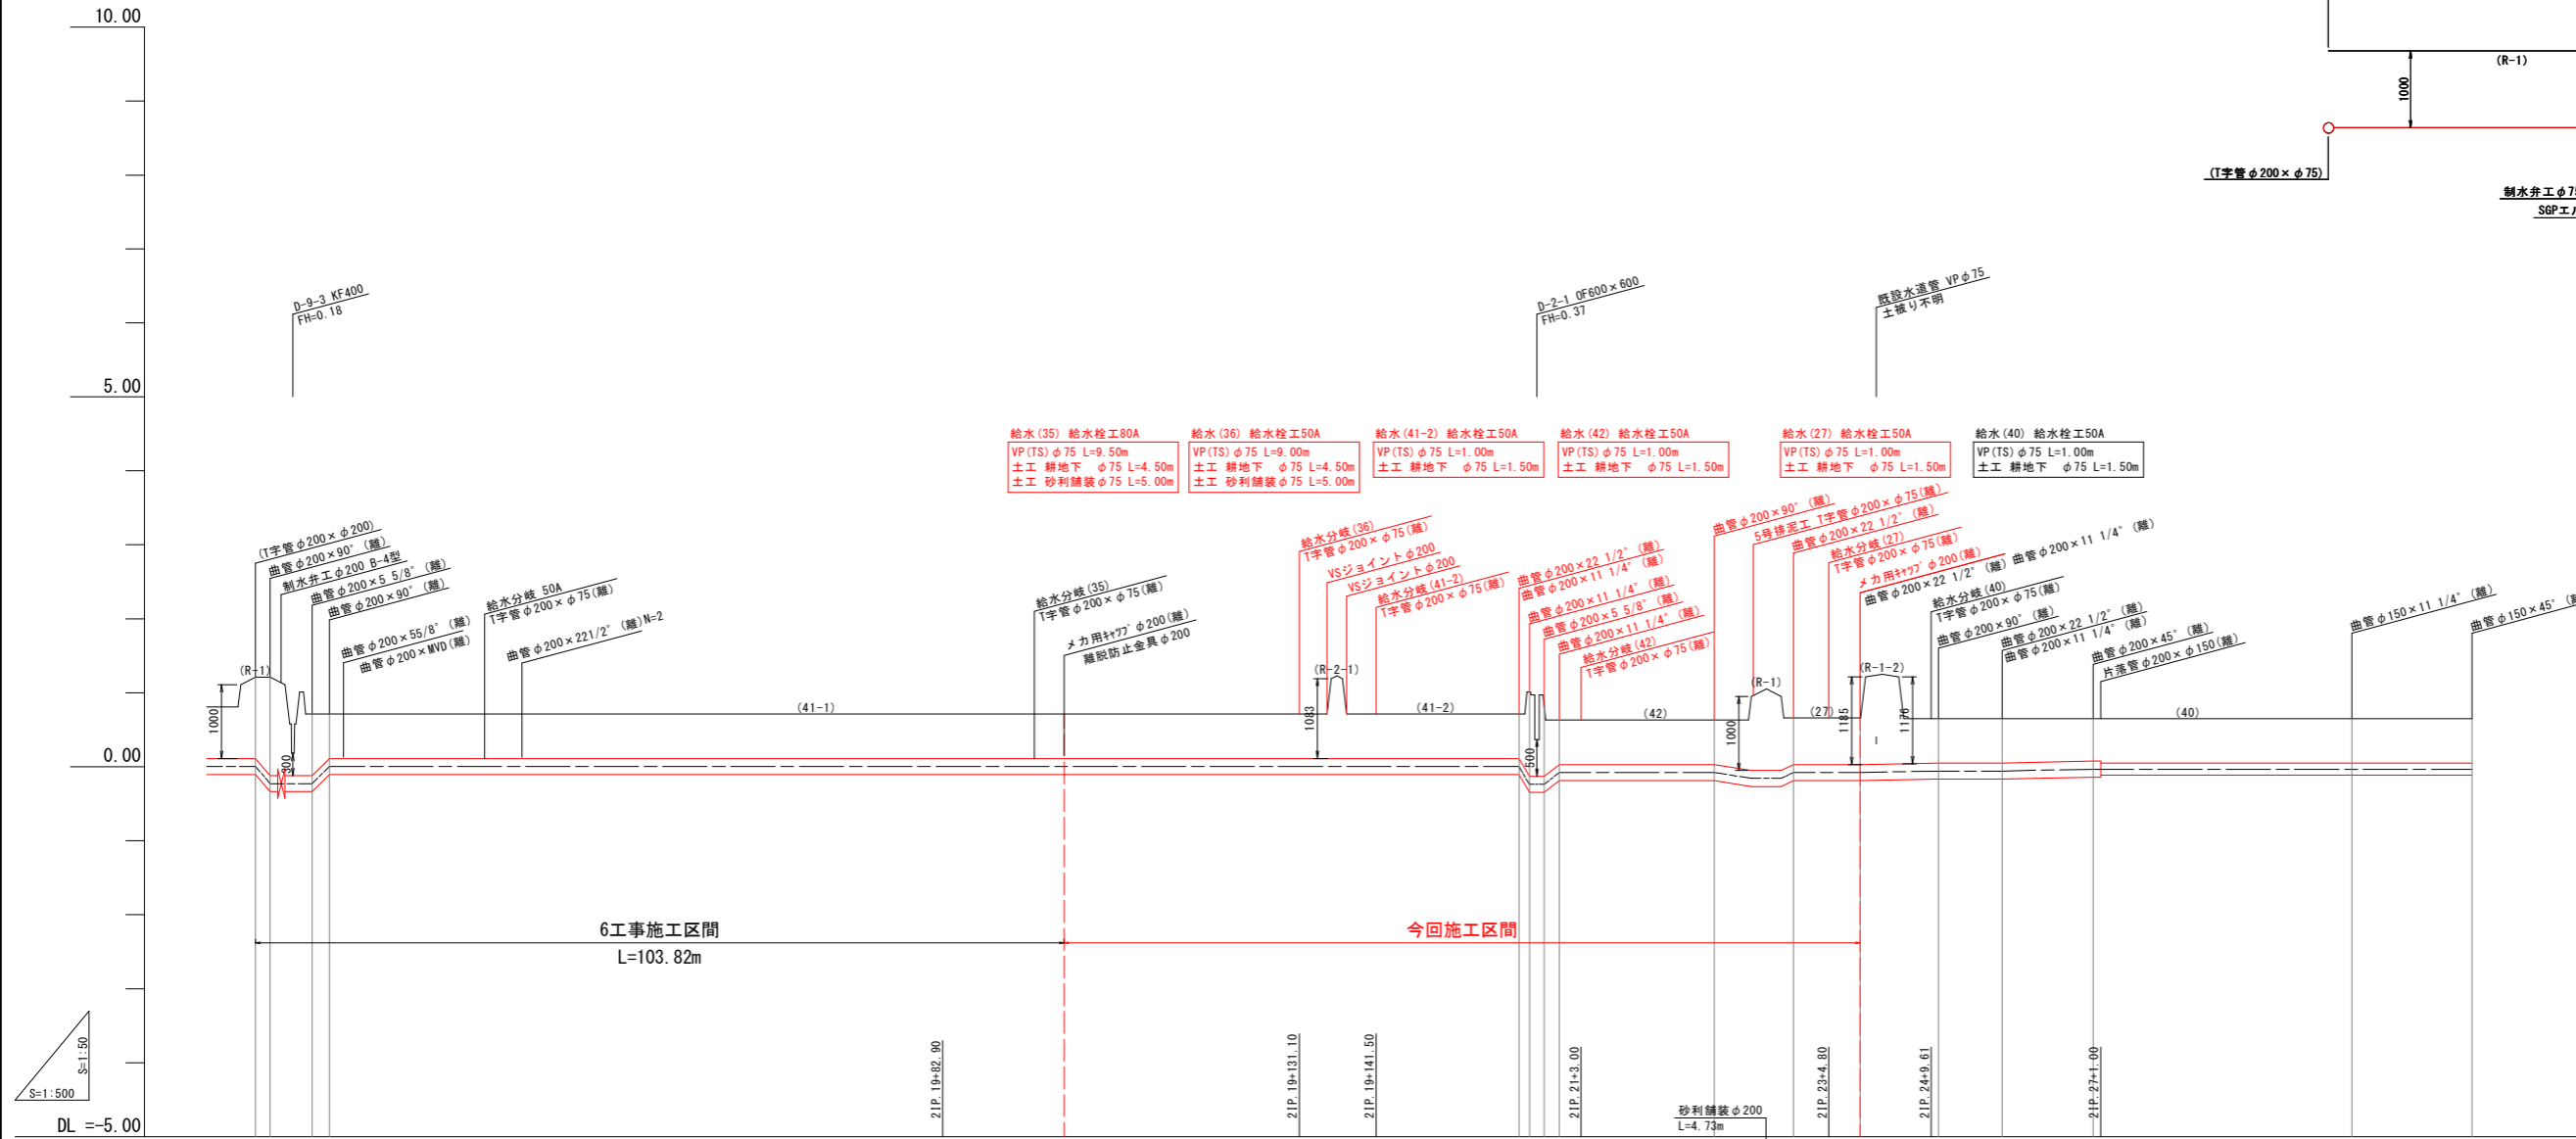 10.00
5.00
0.00
DL =-5.00
S=1:50
S=1:500
(R-1)
1000
(T字管φ200×φ75)
制水弁工φ75
D-9-3 KF400
FH=0.18
D-2-1 OF600×600
FH=0.37
既設水道管 VPφ75
土被り不明
給水(35) 給水栓工80A
VP(TS)φ75 L=9.50m
土工 耕地下 φ75 L=4.50m
土工 砂利舗装φ75 L=5.00m
給水(36) 給水栓工50A
VP(TS)φ75 L=9.00m
土工 耕地下 φ75 L=4.50m
土工 砂利舗装φ75 L=5.00m
給水(41-2) 給水栓工50A
VP(TS)φ75 L=1.00m
土工 耕地下 φ75 L=1.50m
給水(42) 給水栓工50A
VP(TS)φ75 L=1.00m
土工 耕地下 φ75 L=1.50m
給水(27) 給水栓工50A
VP(TS)φ75 L=1.00m
土工 耕地下 φ75 L=1.50m
給水(40) 給水栓工50A
VP(TS)φ75 L=1.00m
土工 耕地下 φ75 L=1.50m
(T字管φ200×φ200)
曲管φ200×90°(離)
制水弁工φ200 B-4型
曲管φ200×5 5/8°(離)
曲管φ200×90°(離)
曲管φ200×55/8°(離)
曲管φ200×MVD(離)
給水分岐 50A
T字管φ200×φ75(離)
曲管φ200×221/2°(離)N=2
給水分岐(35)
T字管φ200×φ75(離)
メカ用ｷｬｯﾌﾟφ200(離)
離脱防止金具φ200
給水分岐(36)
T字管φ200×φ75(離)
VSジョイントφ200
VSジョイントφ200
給水分岐(41-2)
T字管φ200×φ75(離)
曲管φ200×22 1/2°(離)
曲管φ200×11 1/4°(離)
曲管φ200×11 1/4°(離)
曲管φ200×5 5/8°(離)
曲管φ200×11 1/4°(離)
給水分岐(42)
T字管φ200×φ75(離)
曲管φ200×90°(離)
5号排泥工 T字管φ200×φ75(離)
曲管φ200×22 1/2°(離)
給水分岐(27)
T字管φ200×φ75(離)
メカ用ｷｬｯﾌﾟφ200(離)
曲管φ200×22 1/2°(離) 曲管φ200×11 1/4°(離)
給水分岐(40)
T字管φ200×φ75(離)
曲管φ200×90°(離)
曲管φ200×22 1/2°(離)
曲管φ200×11 1/4°(離)
曲管φ200×45°(離)
片落管φ200×φ150(離)
曲管φ150×11 1/4°(離)
曲管φ150×45°
(R-1)
1000
300
(41-1)
(R-2-1)
1083
(41-2)
500
(42)
(R-1)
1000
(27)
1185
(R-1-2)
1176
(40)
6工事施工区間
L=103.82m
今回施工区間
21P.19+82.90
21P.19+131.10
21P.19+141.50
21P.21+3.00
21P.23+4.80
21P.24+9.61
21P.27+1.00
砂利舗装φ200
L=4.73m